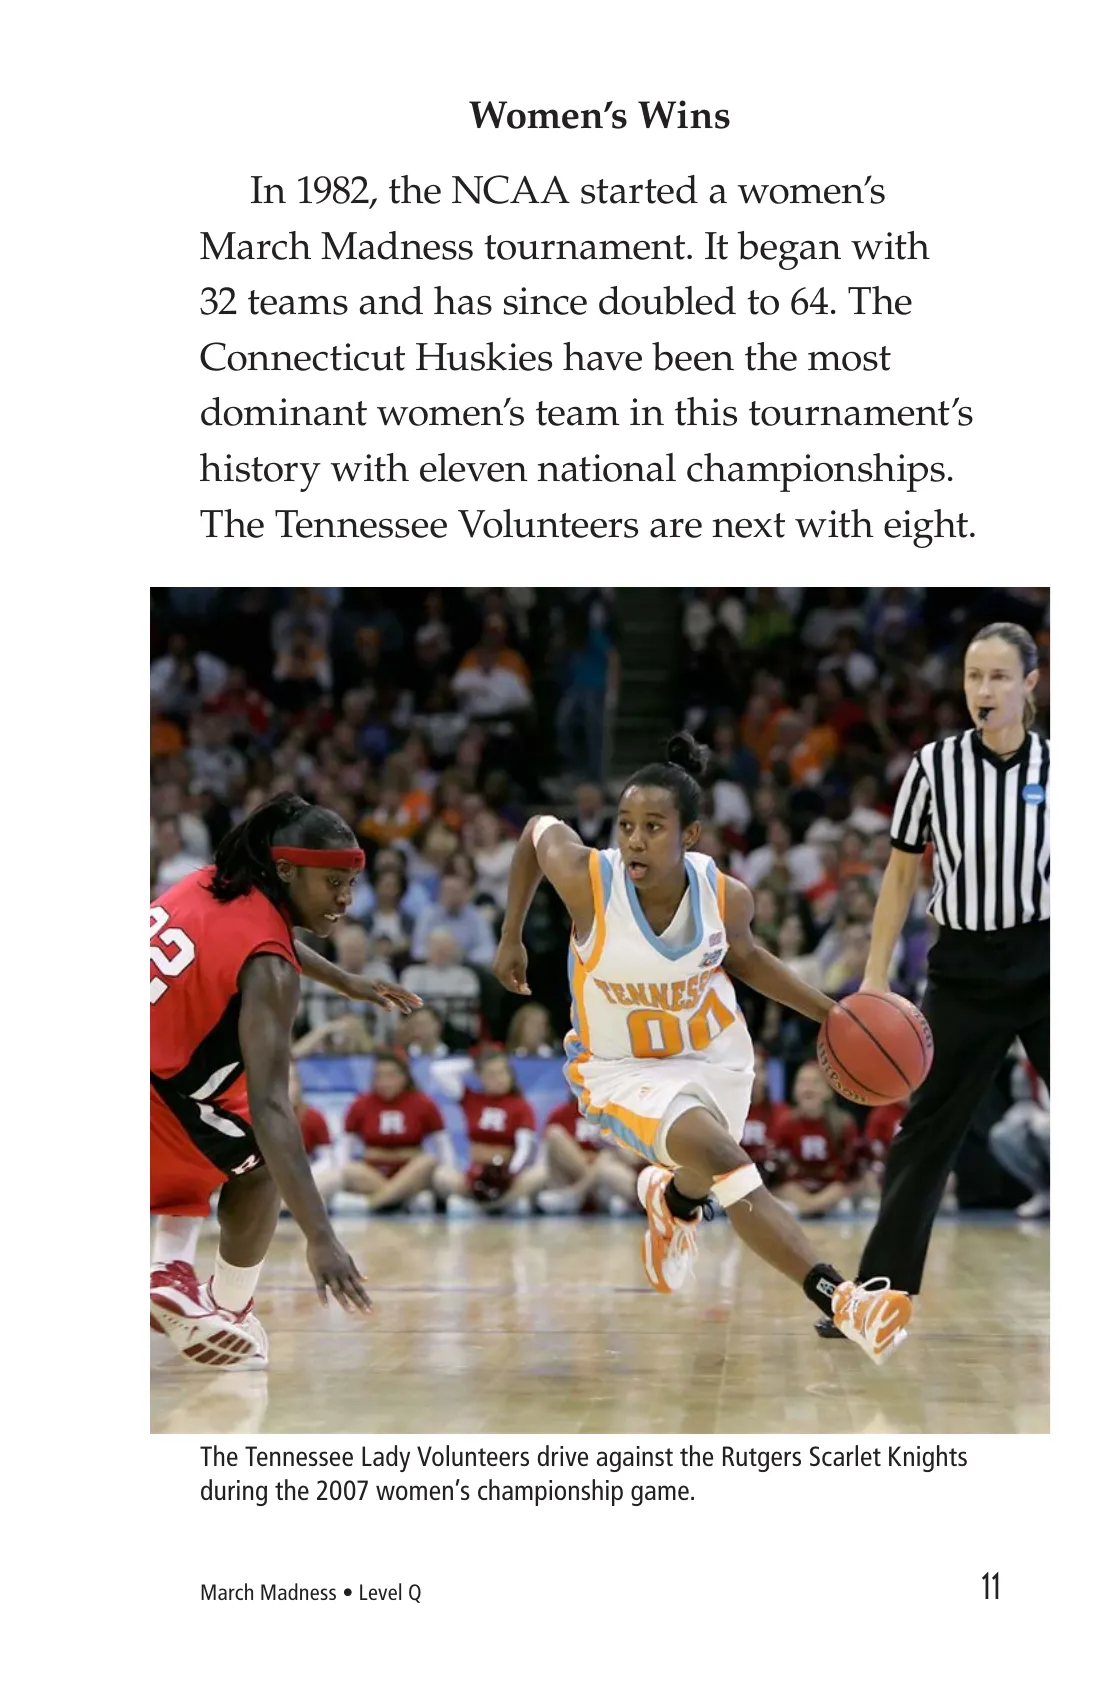 Women’s Wins
In 1982, the NCAA started a women’s
March Madness tournament. It began with
32 teams and has since doubled to 64. The
Connecticut Huskies have been the most
dominant women’s team in this tournament’s
history with eleven national championships.
The Tennessee Volunteers are next with eight.
TENNES
00
R
R
R
R
The Tennessee Lady Volunteers drive against the Rutgers Scarlet Knights
during the 2007 women’s championship game.
March Madness • Level Q
11